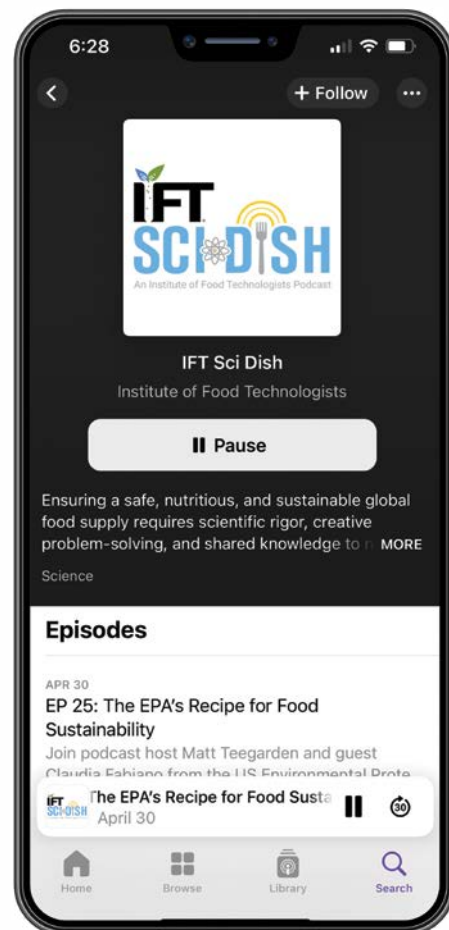 6:28
+ Follow
IFT
SCI DISH
An Institute of Food Technologists Podcast
IFT Sci Dish
Institute of Food Technologists
Pause
Ensuring a safe, nutritious, and sustainable global
food supply requires scientific rigor, creative
problem-solving, and shared knowledge to MORE
Science
Episodes
APR 30
EP 25: The EPA's Recipe for Food
Sustainability
Join podcast host Matt Teegarden and guest
Claudia Fabiano from the US Environmental Prote
IFT
SCI DISH
The EPA's Recipe for Food Susta
April 30
30
Home
Browse
Library
Search